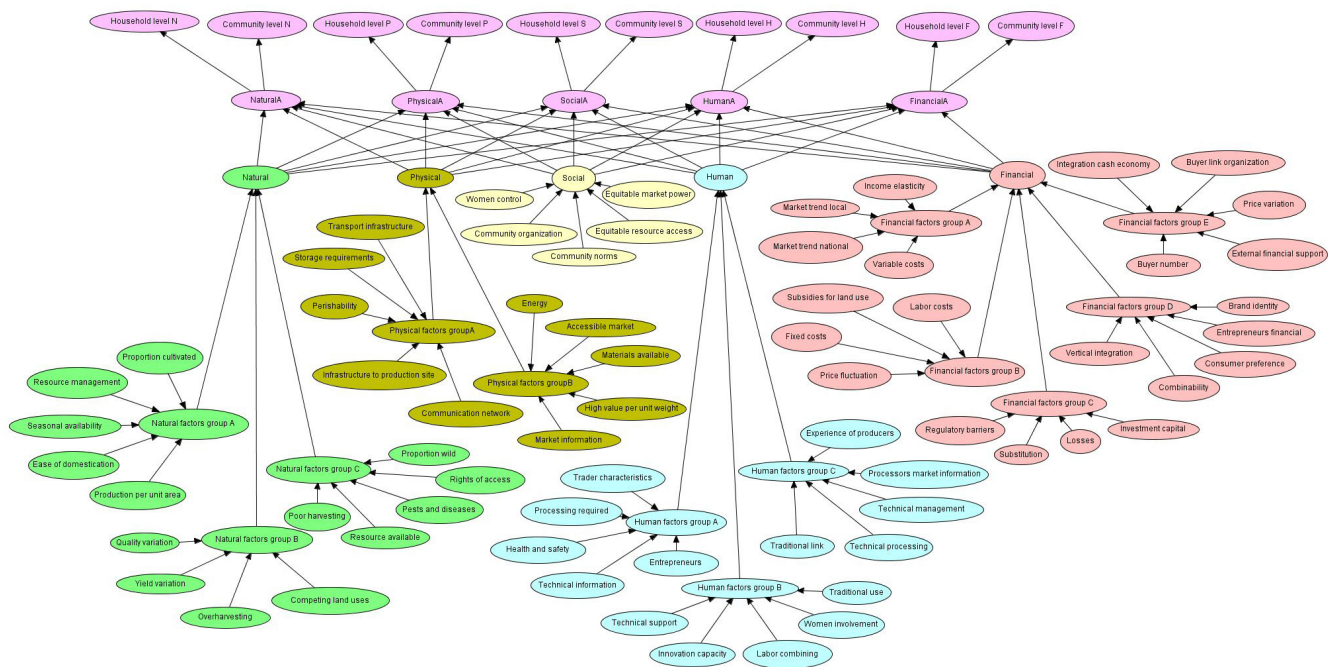 Household level N
Community level N
Household level P
Community level P
Household level S
Community level S
Household level H
Community level H
Household level F
Community level F
NaturalA
PhysicalA
SocialA
HumanA
FinancialA
Natural
Physical
Social
Human
Financial
Integration cash economy
Buyer link organization
Income elasticity
Women control
Equitable market power
Market trend local
Price variation
Financial factors group A
Financial factors group E
Transport infrastructure
Community organization
Equitable resource access
Market trend national
Community norms
Variable costs
Buyer number
External financial support
Storage requirements
Subsidies for land use
Labor costs
Perishability
Energy
Financial factors group D
Brand identity
Physical factors groupA
Accessible market
Entrepreneurs financial
Fixed costs
Vertical integration
Consumer preference
Proportion cultivated
Materials available
Infrastructure to production site
Price fluctuation
Financial factors group B
Resource management
Physical factors groupB
Combinability
Financial factors group C
Communication network
High value per unit weight
Seasonal availability
Natural factors group A
Regulatory barriers
Investment capital
Experience of producers
Market information
Substitution
Losses
Proportion wild
Ease of domestication
Natural factors group C
Human factors group C
Processors market information
Trader characteristics
Rights of access
Production per unit area
Pests and diseases
Technical management
Processing required
Poor harvesting
Human factors group A
Resource available
Natural factors group B
Quality variation
Health and safety
Traditional link
Technical processing
Entrepreneurs
Yield variation
Technical information
Human factors group B
Traditional use
Competing land uses
Overharvesting
Technical support
Women involvement
Innovation capacity
Labor combining